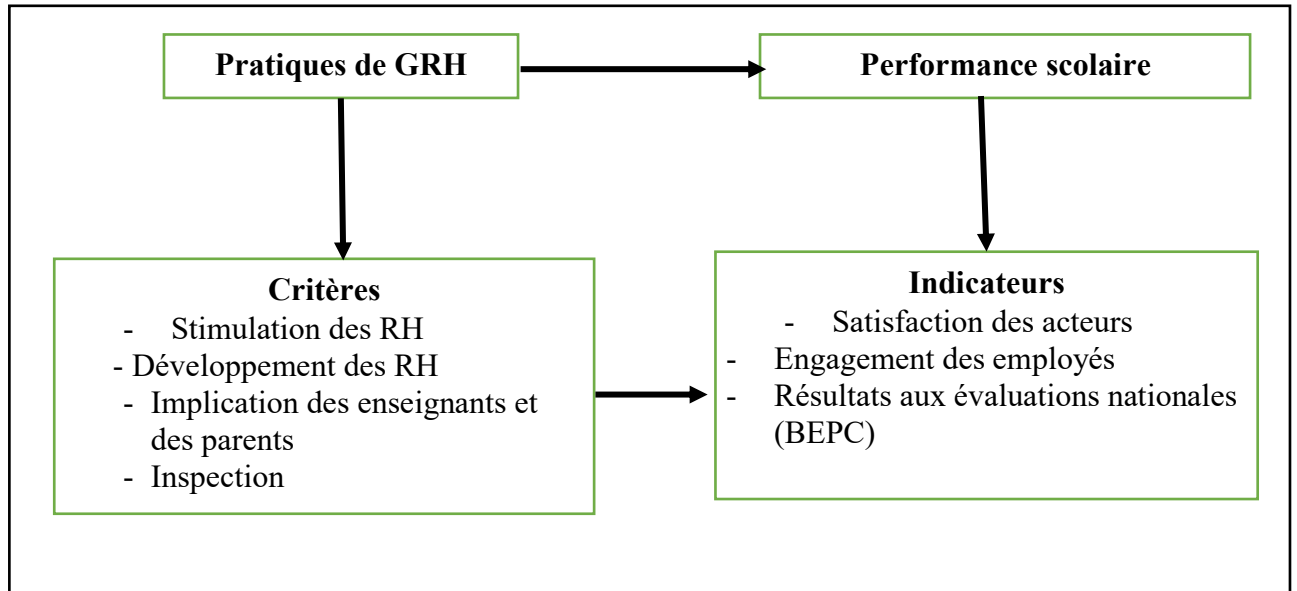 Pratiques de GRH
Performance scolaire
Critères
- Stimulation des RH
- Développement des RH
- Implication des enseignants et
des parents
- Inspection
Indicateurs
- Satisfaction des acteurs
- Engagement des employés
- Résultats aux évaluations nationales
(BEPC)